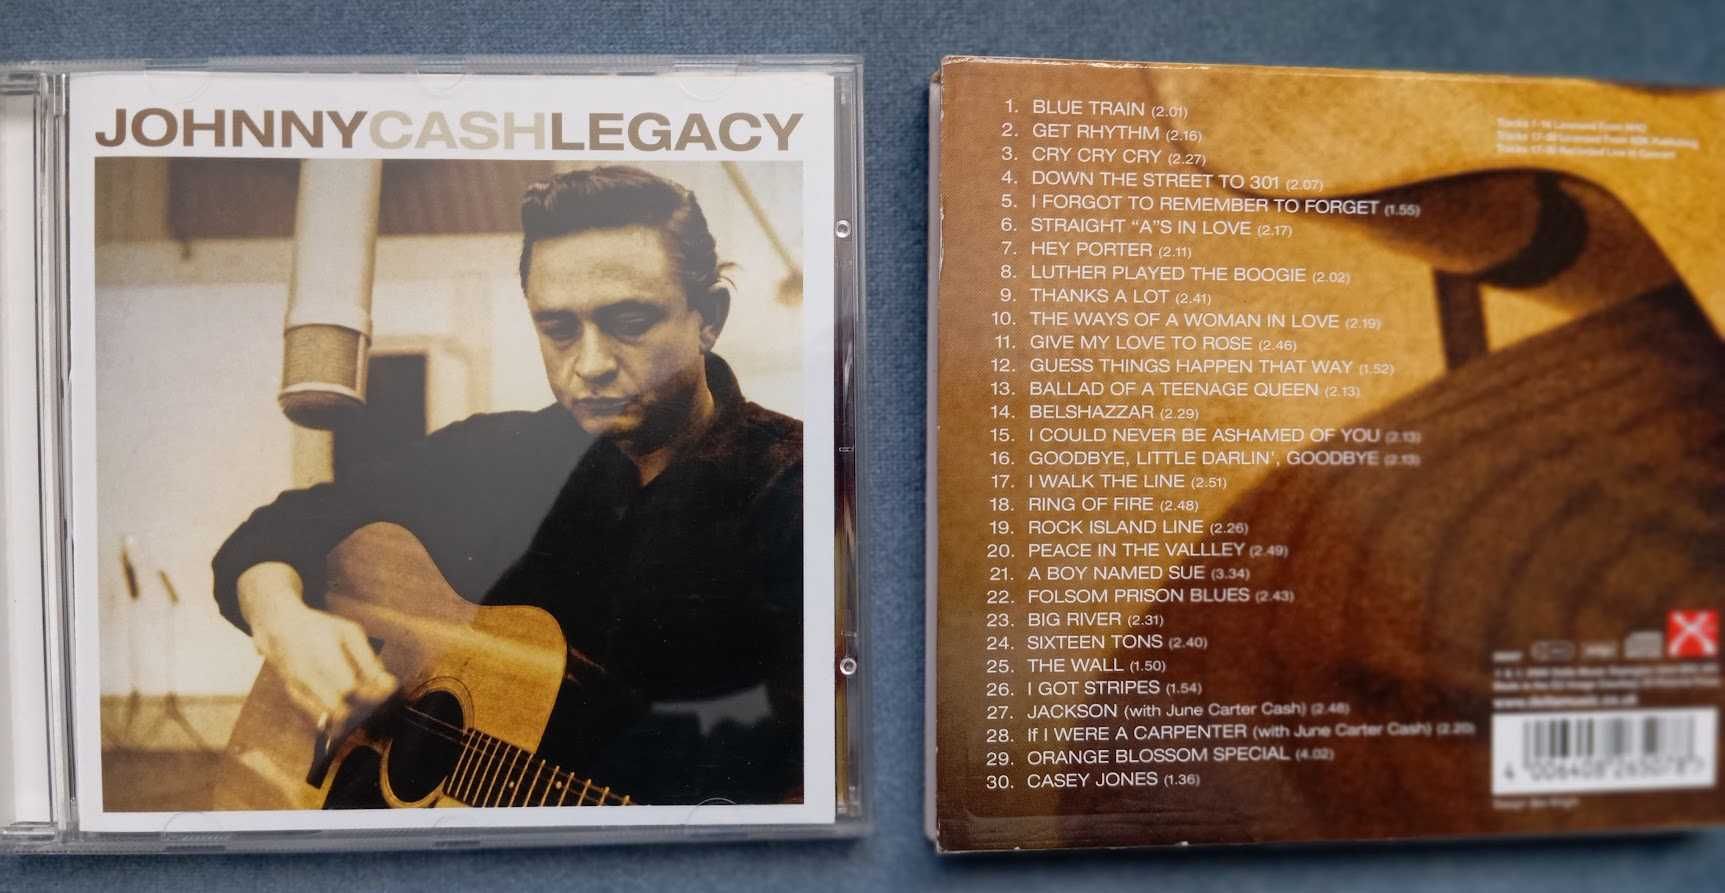 JOHNNYCASHLEGACY
1. BLUE TRAIN (2.01)
2. GET RHYTHM (2.16)
3. CRY CRY CRY (2.27)
4. DOWN THE STREET TO 301 (2.07)
5. I FORGOT TO REMEMBER TO FORGET (1.55)
6. STRAIGHT “A”S IN LOVE (2.17)
7. HEY PORTER (2.11)
8. LUTHER PLAYED THE BOOGIE (2.02)
9. THANKS A LOT (2.41)
10. THE WAYS OF A WOMAN IN LOVE (2.19)
11. GIVE MY LOVE TO ROSE (2.46)
12. GUESS THINGS HAPPEN THAT WAY (1.52)
13. BALLAD OF A TEENAGE QUEEN (2.13)
14. BELSHAZZAR (2.29)
15. I COULD NEVER BE ASHAMED OF YOU (2.13)
16. GOODBYE, LITTLE DARLIN’, GOODBYE (2.13)
17. I WALK THE LINE (2.51)
18. RING OF FIRE (2.48)
19. ROCK ISLAND LINE (2.26)
20. PEACE IN THE VALLLEY (2.49)
21. A BOY NAMED SUE (3.34)
22. FOLSOM PRISON BLUES (2.43)
23. BIG RIVER (2.31)
24. SIXTEEN TONS (2.40)
25. THE WALL (1.50)
26. I GOT STRIPES (1.54)
27. JACKSON (with June Carter Cash) (2.48)
28. If I WERE A CARPENTER (with June Carter Cash) (2.20)
29. ORANGE BLOSSOM SPECIAL (4.02)
30. CASEY JONES (1.36)
4 006408 265078